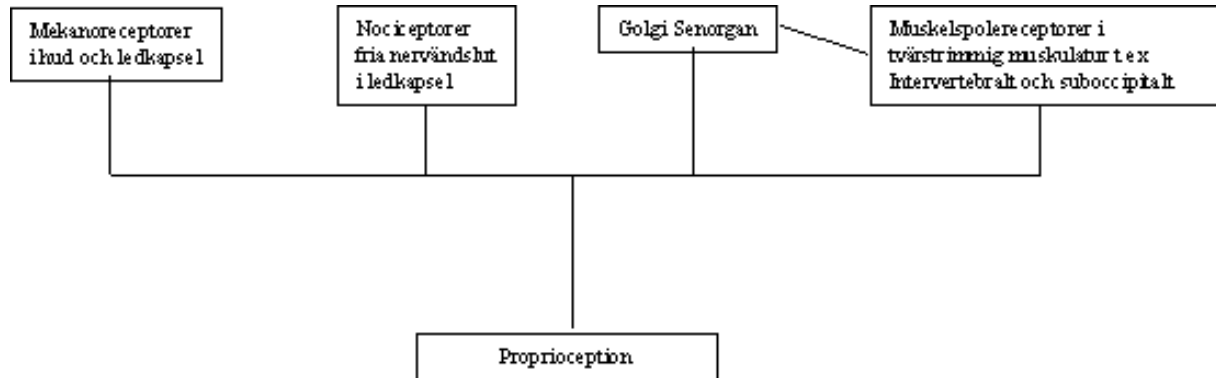 Mekanoreceptorer
i hud och ledkapsel
Nociceptorer
fria nervändslut
i ledkapsel
Golgi Senorgan
Muskelspolereceptorer i
tvärstrimmig muskulatur t ex
Intervertebralt och suboccipitalt
Proprioception